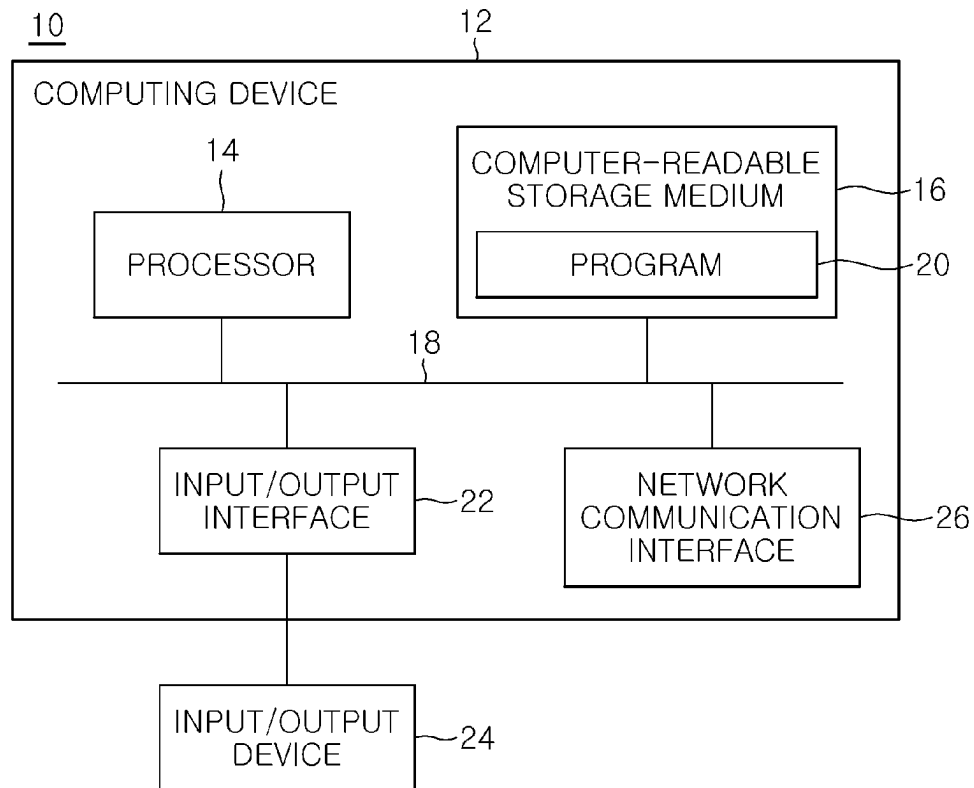 10
12
COMPUTING DEVICE
14
PROCESSOR
COMPUTER-READABLE
STORAGE MEDIUM
16
PROGRAM
20
18
INPUT/OUTPUT
INTERFACE
22
NETWORK
COMMUNICATION
INTERFACE
26
INPUT/OUTPUT
DEVICE
24